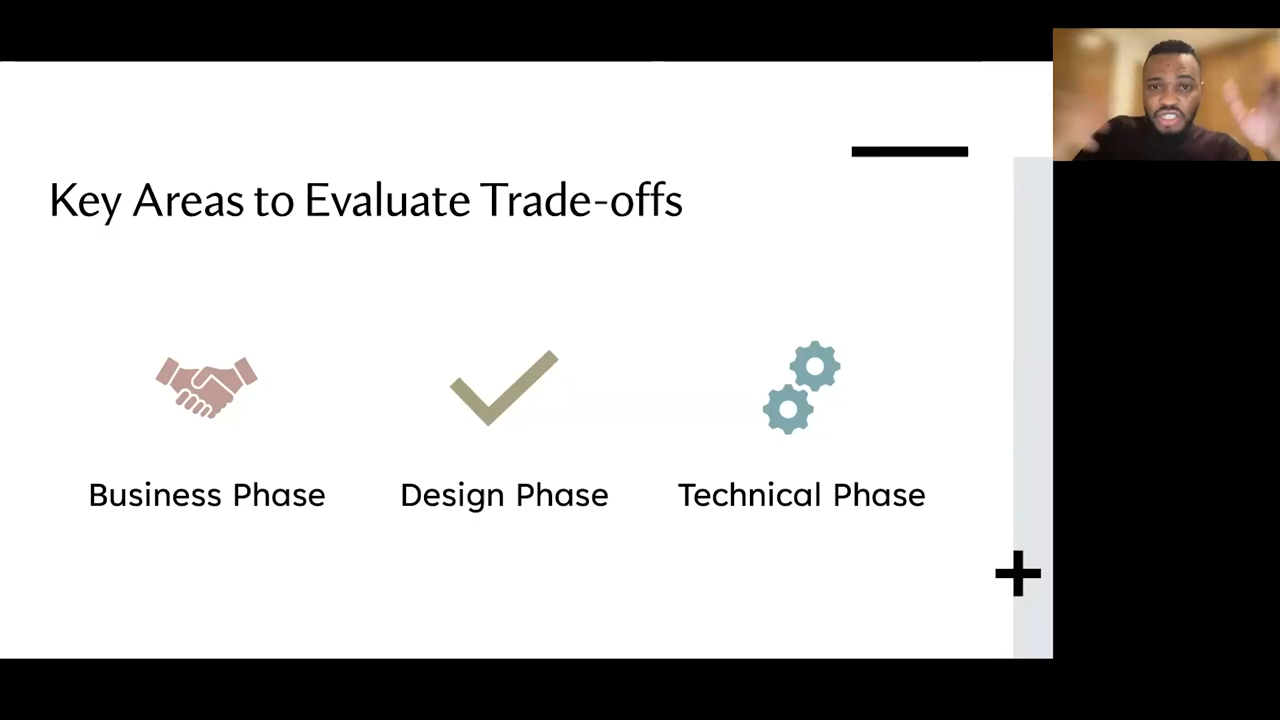 Key Areas to Evaluate Trade-offs
Business Phase
Design Phase
Technical Phase